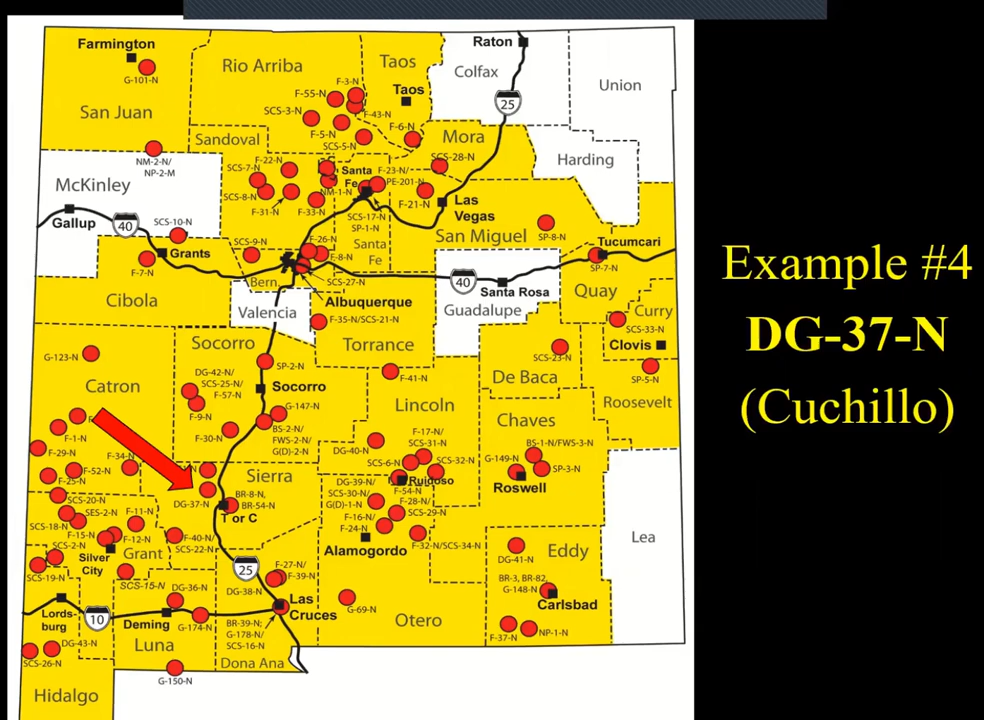 Farmington
G-101-N
San Juan
NM-2-N/
NP-2-M
Rio Arriba
Taos
Taos
Raton
Colfax
25
Union
F-3-N
F-55-N
SCS-3-N
F-43-N
F-5-N
SCS-5-N
F-6-N
Sandoval
Mora
Harding
SCS-28-N
McKinley
Gallup
40
F-22-N
SCS-7-N
SCS-8-N
F-31-N
F-33-N
NM-1-N
Santa
Fe
F-23-N/
PE-201-N
F-21-N
SCS-17-N
SP-1-N
Las
Vegas
San Miguel
SP-8-N
Tucumcari
SP-7-N
SCS-10-N
Grants
F-7-N
Cibola
SCS-9-N
F-26-N
F-8-N
SCS-27-N
Santa
Fe
Bern.
Albuquerque
Valencia
F-35-N/SCS-21-N
40
Santa Rosa
Guadalupe
Quay
Curry
SCS-33-N
Clovis
Socorro
Torrance
G-123-N
Catron
DG-42-N/
SCS-25-N/
F-57-N
F-9-N
SP-2-N
Socorro
F-41-N
SCS-23-N
De Baca
SP-5-N
Roosevelt
Lincoln
Chaves
G-147-N
BS-2-N/
FWS-2-N/
G(D)-2-N
F-30-N
F-1-N
F-29-N
F-52-N
F-25-N
F-34-N
DG-40-N
F-17-N/
SCS-31-N
SCS-6-N
SCS-32-N
Ruidoso
F-54-N
BS-1-N/FWS-3-N
G-149-N
SP-3-N
Roswell
Sierra
DG-37-N
BR-8-N,
BR-54-N
T or C
DG-39-N/
SCS-30-N/
G(D)-1-N
F-28-N/
SCS-29-N
F-16-N/
F-24-N
Alamogordo
F-32-N/SCS-34-N
SCS-20-N
SES-2-N
SCS-18-N
F-11-N
F-15-N
F-12-N
SCS-2-N
Silver
City
Grant
F-40-N/
SCS-22-N
SCS-19-N
SCS-15-N
25
F-27-N/
F-39-N
DG-38-N
DG-41-N
Eddy
Lea
BR-3, BR-82,
G-148-N
Carlsbad
Lords-
burg
10
Deming
DG-36-N
G-174-N
Las
Cruces
BR-39-N;
G-178-N/
SCS-16-N
G-69-N
Otero
F-37-N
NP-1-N
DG-43-N
SCS-26-N
Luna
Dona Ana
G-150-N
Hidalgo
Example #4
DG-37-N
(Cuchillo)